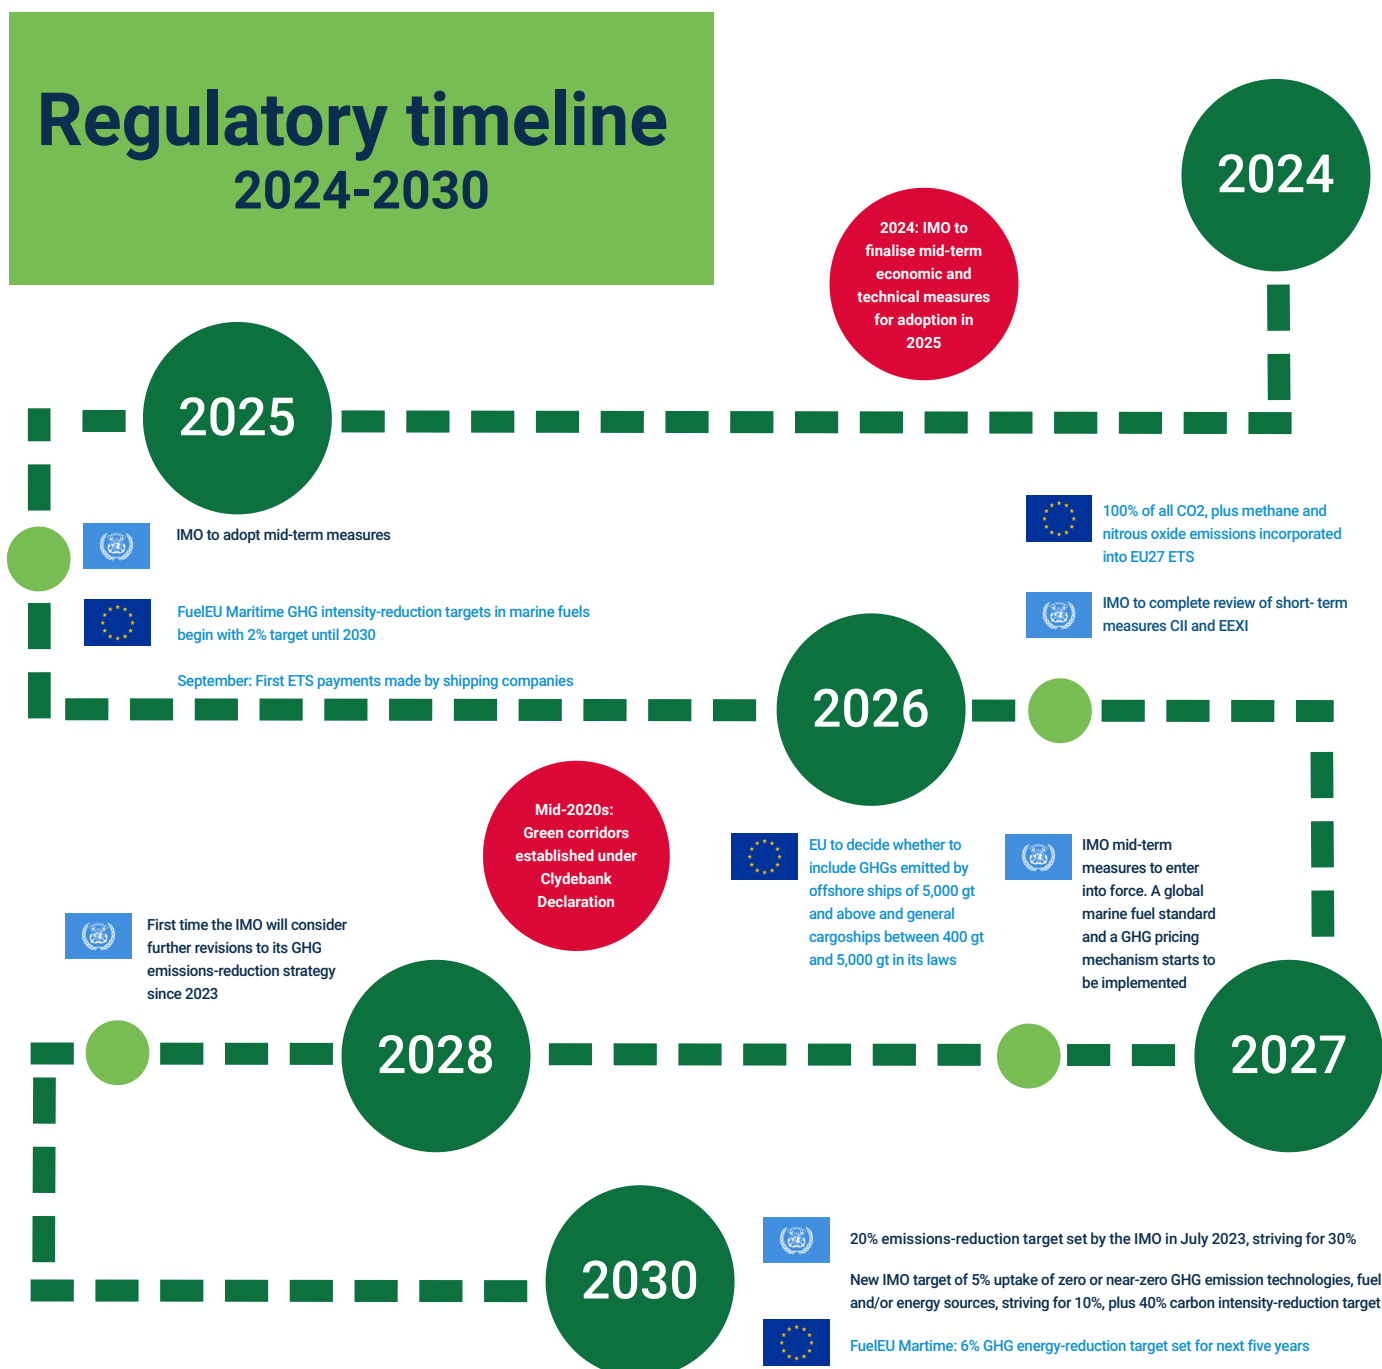 Regulatory timeline
2024-2030
2024
2024: IMO to
finalise mid-term
economic and
technical measures
for adoption in
2025
2025
IMO to adopt mid-term measures
FuelEU Maritime GHG intensity-reduction targets in marine fuels
begin with 2% target until 2030
September: First ETS payments made by shipping companies
100% of all CO2, plus methane and
nitrous oxide emissions incorporated
into EU27 ETS
IMO to complete review of short- term
measures CII and EEXI
2026
Mid-2020s:
Green corridors
established under
Clydebank
Declaration
EU to decide whether to
include GHGs emitted by
offshore ships of 5,000 gt
and above and general
cargoships between 400 gt
and 5,000 gt in its laws
IMO mid-term
measures to enter
into force. A global
marine fuel standard
and a GHG pricing
mechanism starts to
be implemented
2027
First time the IMO will consider
further revisions to its GHG
emissions-reduction strategy
since 2023
2028
2030
20% emissions-reduction target set by the IMO in July 2023, striving for 30%
New IMO target of 5% uptake of zero or near-zero GHG emission technologies, fuel
and/or energy sources, striving for 10%, plus 40% carbon intensity-reduction target
FuelEU Martime: 6% GHG energy-reduction target set for next five years